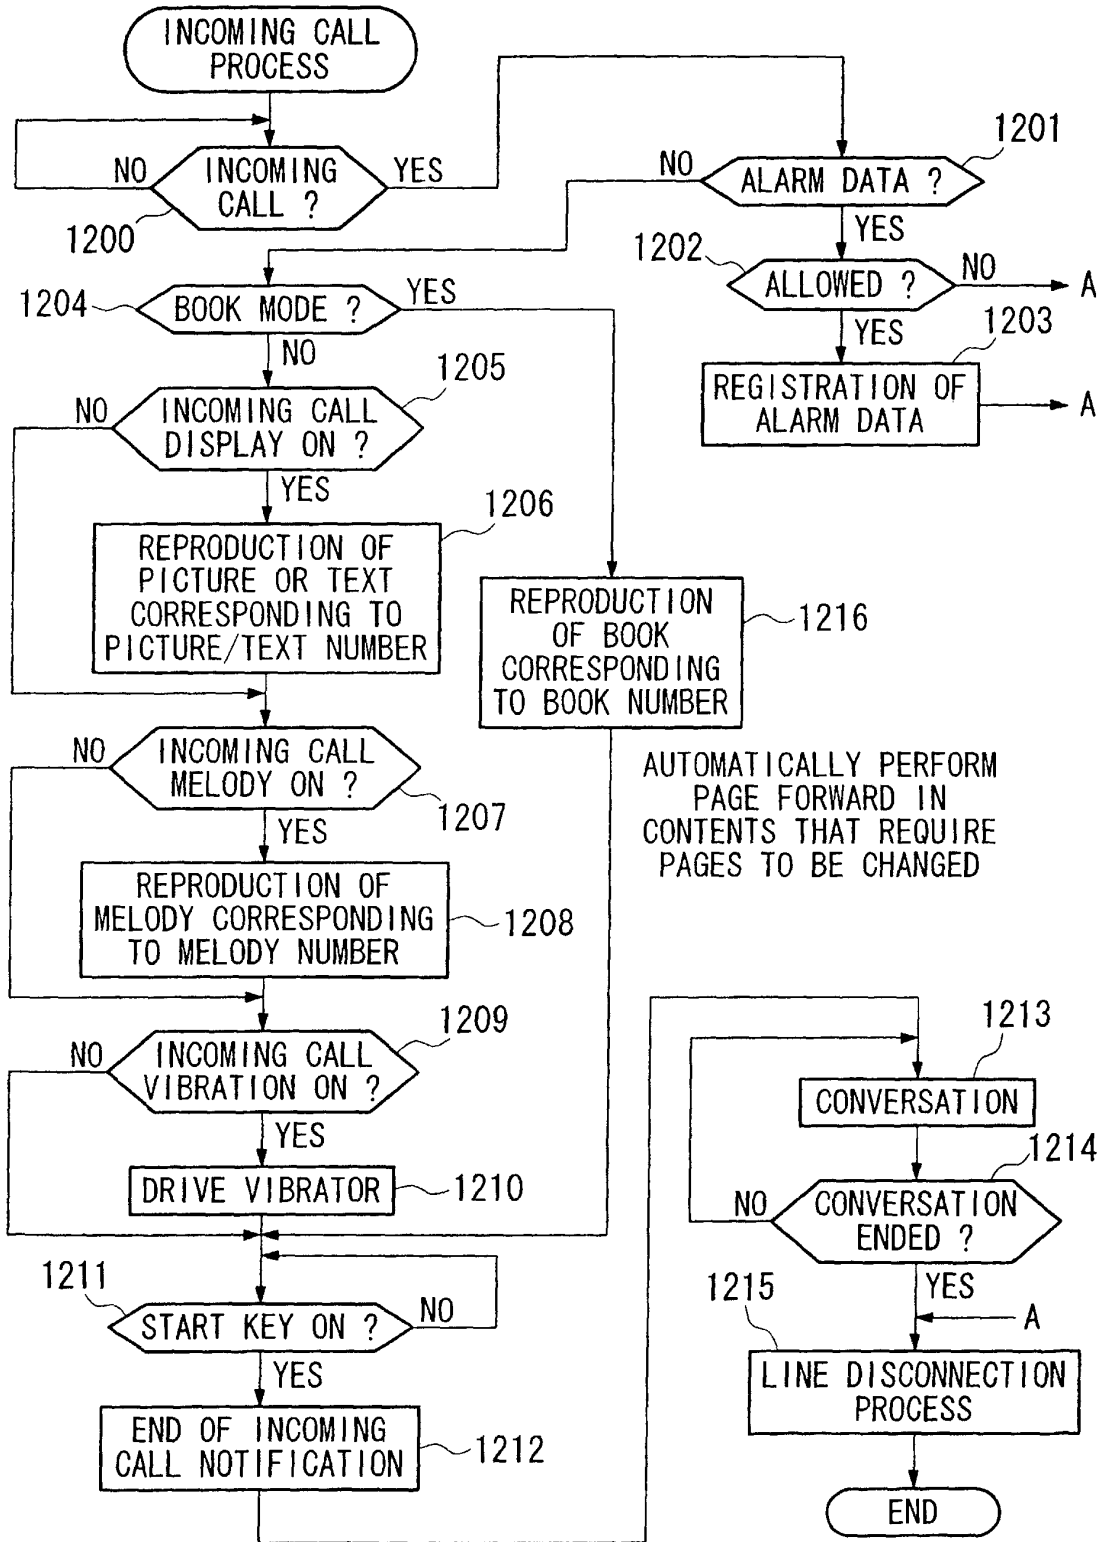 INCOMING CALL
PROCESS
NO
INCOMING
CALL ?
YES
1200
1201
NO
ALARM DATA ?
YES
1202
ALLOWED ?
NO
A
YES
1203
REGISTRATION OF
ALARM DATA
A
1204
BOOK MODE ?
YES
NO
1205
NO
INCOMING CALL
DISPLAY ON ?
YES
1206
REPRODUCTION OF
PICTURE OR TEXT
CORRESPONDING TO
PICTURE/TEXT NUMBER
REPRODUCTION
OF BOOK
CORRESPONDING
TO BOOK NUMBER
1216
NO
INCOMING CALL
MELODY ON ?
1207
YES
AUTOMATICALLY PERFORM
PAGE FORWARD IN
CONTENTS THAT REQUIRE
PAGES TO BE CHANGED
REPRODUCTION OF
MELODY CORRESPONDING
TO MELODY NUMBER
1208
1209
NO
INCOMING CALL
VIBRATION ON ?
YES
DRIVE VIBRATOR
1210
1211
START KEY ON ?
NO
YES
END OF INCOMING
CALL NOTIFICATION
1212
1213
CONVERSATION
1214
NO
CONVERSATION
ENDED ?
YES
1215
A
LINE DISCONNECTION
PROCESS
END